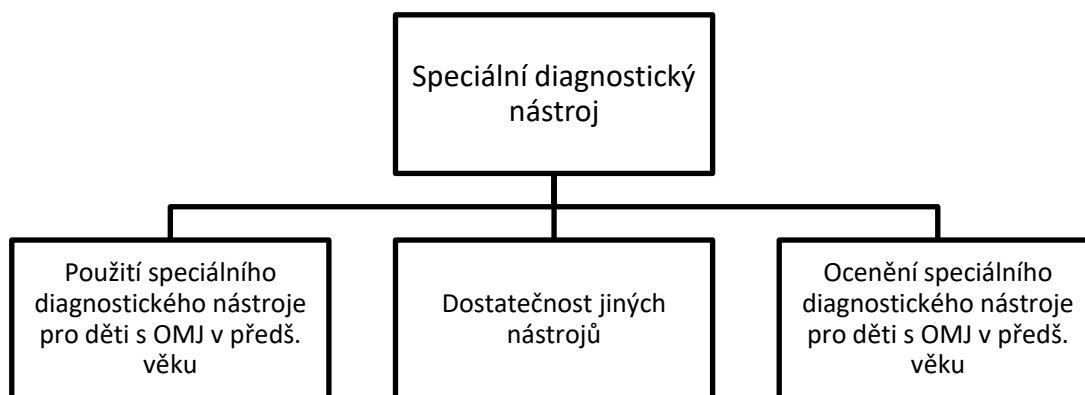 Speciální diagnostický
nástroj
Použití speciálního
diagnostického nástroje
pro děti s OMJ v předš.
věku
Dostatečnost jiných
nástrojů
Ocenění speciálního
diagnostického nástroje
pro děti s OMJ v předš.
věku